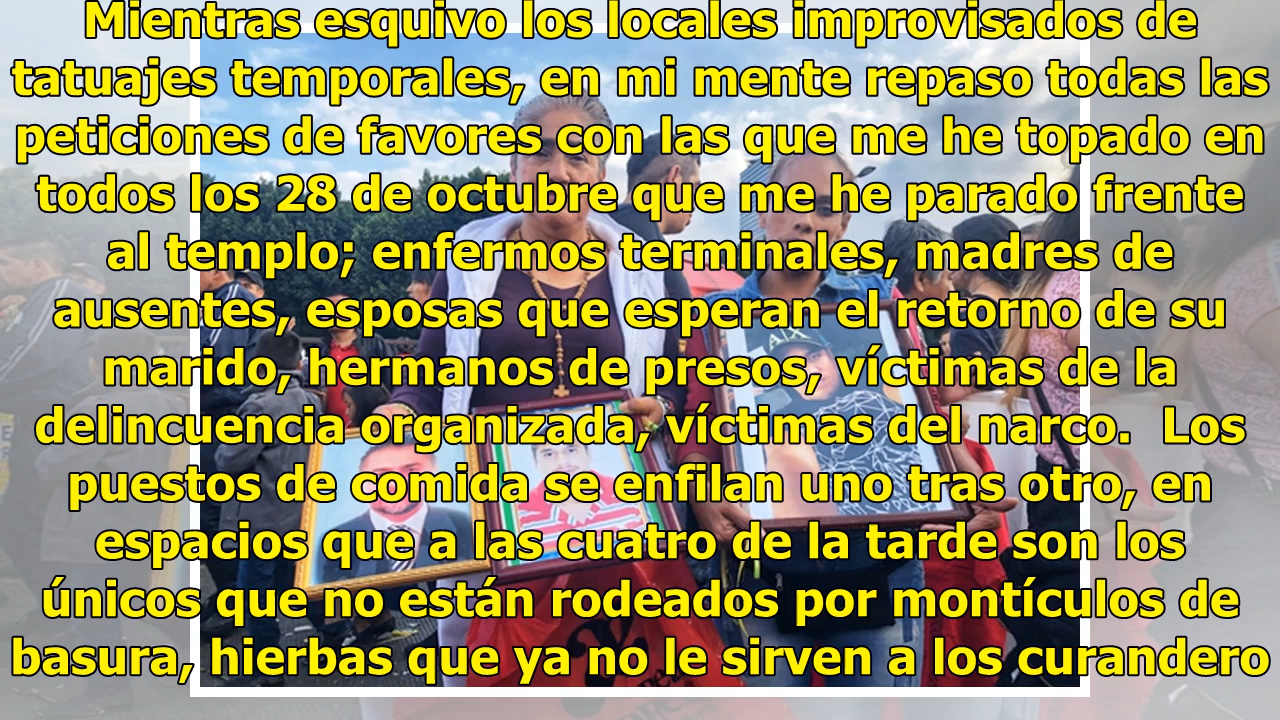 Mientras esquivo los locales improvisados de
tatuajes temporales, en mi mente repaso todas las
peticiones de favores con las que me he topado en
todos los 28 de octubre que me he parado frente
al templo; enfermos terminales, madres de
ausentes, esposas que esperan el retorno de su
marido, hermanos de presos, víctimas de la
delincuencia organizada, víctimas del narco.  Los
puestos de comida se enfilan uno tras otro, en
espacios que a las cuatro de la tarde son los
únicos que no están rodeados por montículos de
basura, hierbas que ya no le sirven a los curandero